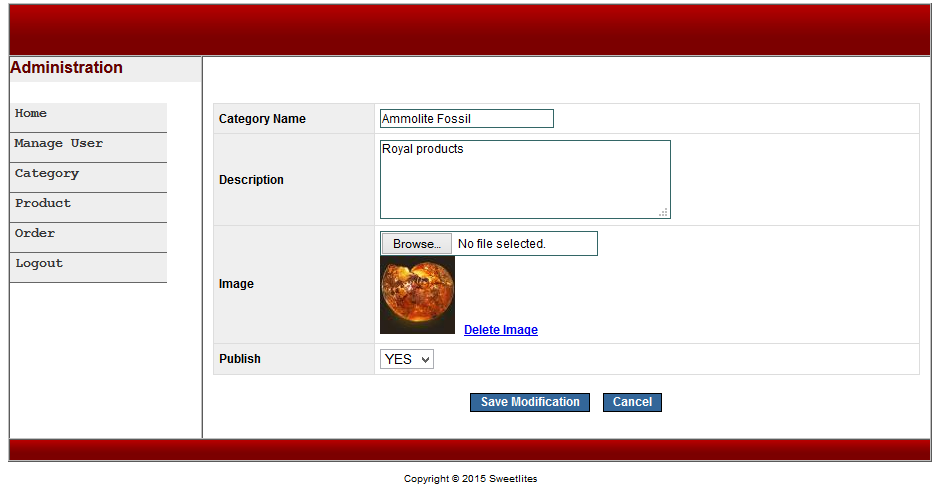 Administration
Home
Manage User
Category
Product
Order
Logout
Category Name
Ammolite Fossil
Description
Royal products
Image
Browse... No file selected.
Delete Image
Publish
YES
Save Modification Cancel
Copyright © 2015 Sweetlites